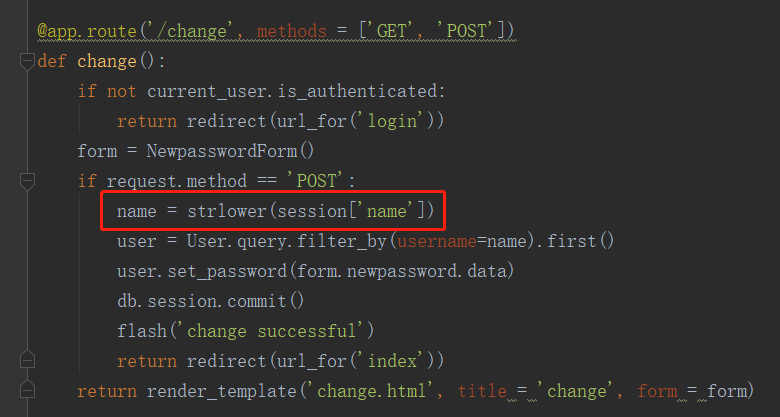 @app.route('/change', methods = ['GET', 'POST'])
def change():
    if not current_user.is_authenticated:
        return redirect(url_for('login'))
    form = NewpasswordForm()
    if request.method == 'POST':
        name = strlower(session['name'])
        user = User.query.filter_by(username=name).first()
        user.set_password(form.newpassword.data)
        db.session.commit()
        flash('change successful')
        return redirect(url_for('index'))
    return render_template('change.html', title = 'change', form = form)